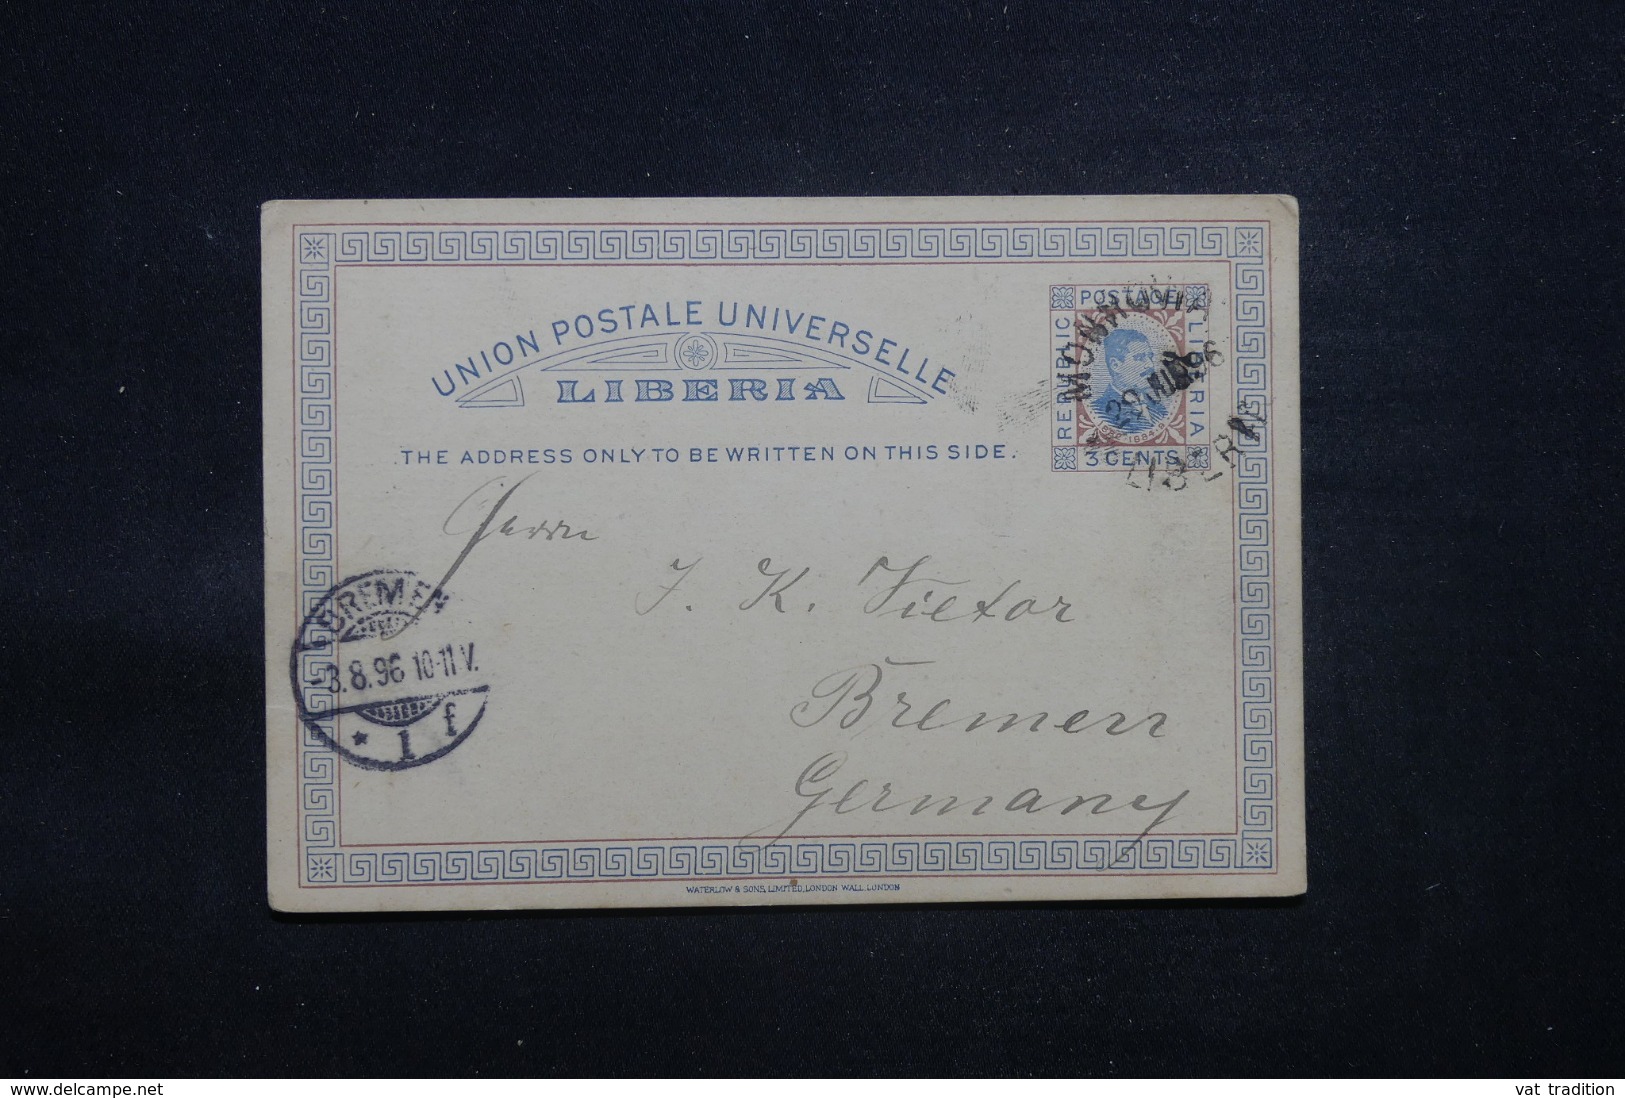 UNION POSTALE UNIVERSELLE
LIBERIA
THE ADDRESS ONLY TO BE WRITTEN ON THIS SIDE.
POSTAGE
REPUBLIC
LIBERIA
3 CENTS
MONROVIA
96
LIBERIA
Herrn
J. K. Vietor
Bremen
Germany
BREMEN
-3.8.96 10-11 V.
* 1 f
WATERLOW & SONS, LIMITED, LONDON WALL, LONDON
www.delcampe.net
vat tradition